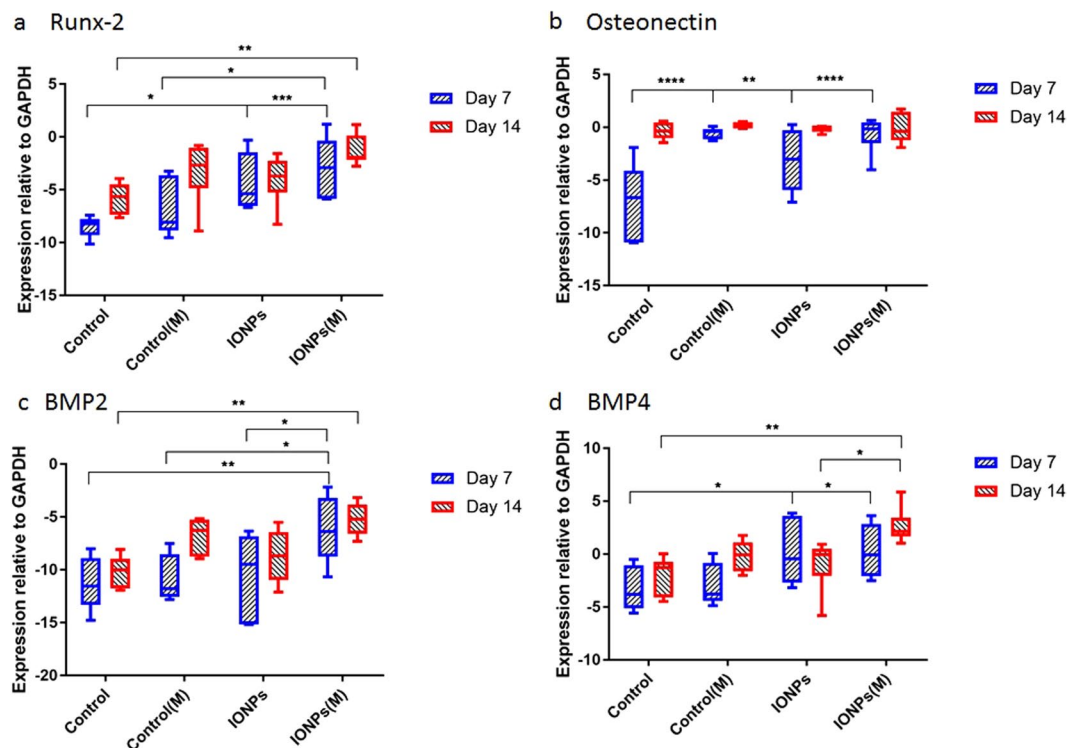 a Runx-2
**
*
*
***
Day 7
Day 14
Expression relative to GAPDH
5
0
-5
-10
-15
Control
Control(M)
IONPs
IONPs(M)
b Osteonectin
****
**
****
Day 7
Day 14
Expression relative to GAPDH
5
0
-5
-10
-15
Control
Control(M)
IONPs
IONPs(M)
c BMP2
**
*
*
**
Day 7
Day 14
Expression relative to GAPDH
0
-5
-10
-15
-20
Control
Control(M)
IONPs
IONPs(M)
d BMP4
**
*
*
*
Day 7
Day 14
Expression relative to GAPDH
10
5
0
-5
-10
Control
Control(M)
IONPs
IONPs(M)